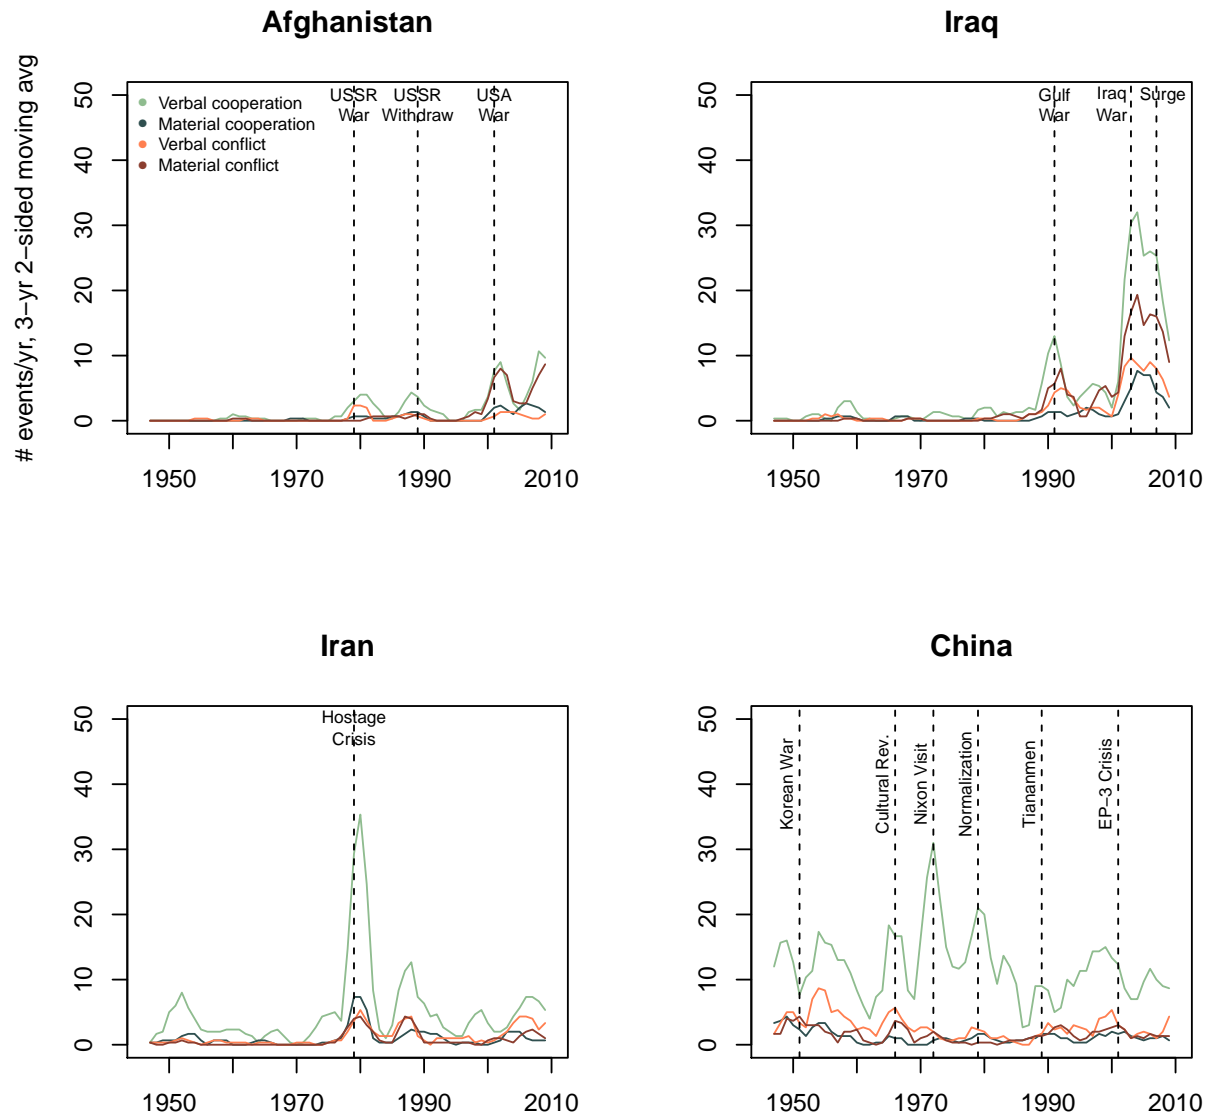 Afghanistan
# events/yr, 3−yr 2−sided moving avg
50
40
30
20
10
0
Verbal cooperation
Material cooperation
Verbal conflict
Material conflict
USSR
War
USSR
Withdraw
USA
War
1950
1970
1990
2010
Iraq
50
40
30
20
10
0
Gulf
War
Iraq
War
Surge
1950
1970
1990
2010
Iran
50
40
30
20
10
0
Hostage
Crisis
1950
1970
1990
2010
China
50
40
30
20
10
0
Korean War
Cultural Rev.
Nixon Visit
Normalization
Tiananmen
EP−3 Crisis
1950
1970
1990
2010